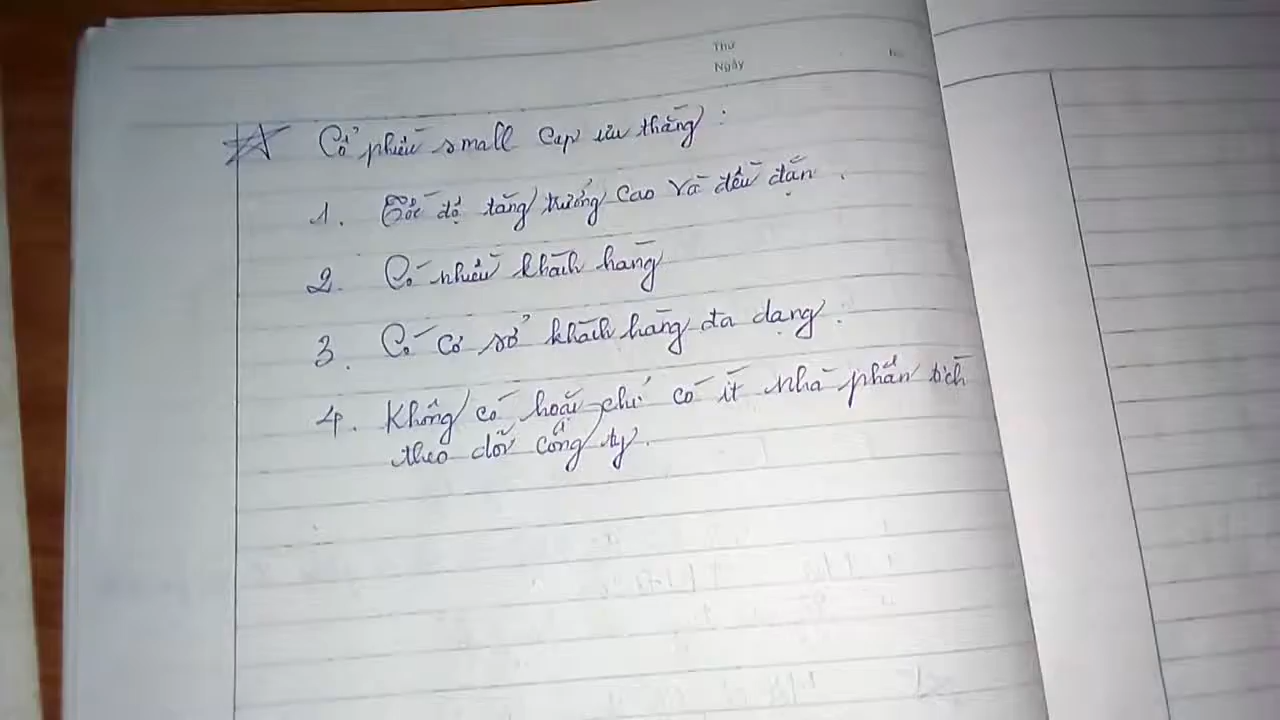 Thứ
Ngày
Cổ phiếu small cap ưu thắng:
1. Tốc độ tăng trưởng cao và đều đặn.
2. Có nhiều khách hàng
3. Có cơ sở khách hàng đa dạng.
4. Không có hoặc chỉ có ít nhà phân tích
theo dõi công ty.